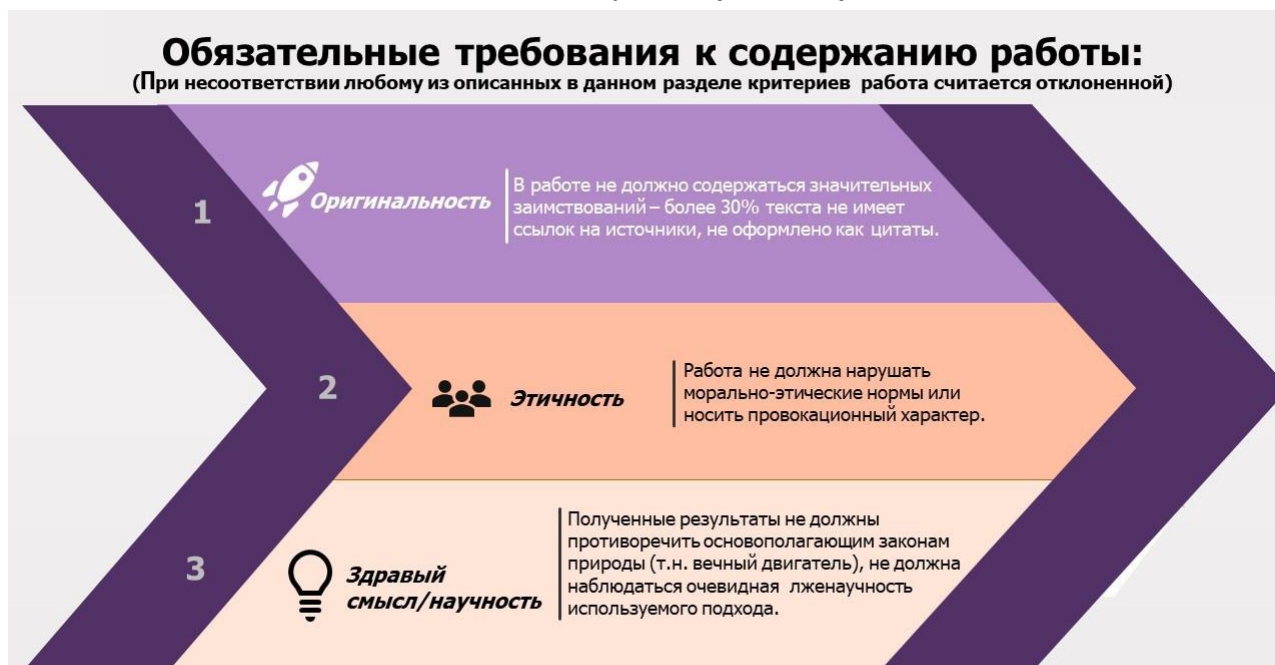 Обязательные требования к содержанию работы:
(При несоответствии любому из описанных в данном разделе критериев работа считается отклоненной)
1
Оригинальность
В работе не должно содержаться значительных
заимствований – более 30% текста не имеет
ссылок на источники, не оформлено как цитаты.
2
Этичность
Работа не должна нарушать
морально-этические нормы или
носить провокационный характер.
3
Здравый
смысл/научность
Полученные результаты не должны
противоречить основополагающим законам
природы (т.н. вечный двигатель), не должна
наблюдаться очевидная лженаучность
используемого подхода.